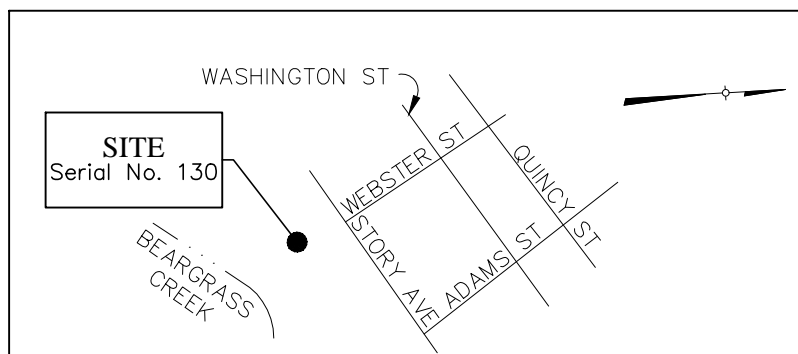 WASHINGTON ST
SITE
Serial No. 130
WEBSTER ST
QUINCY ST
STORY AVE
ADAMS ST
BEARGRASS
CREEK